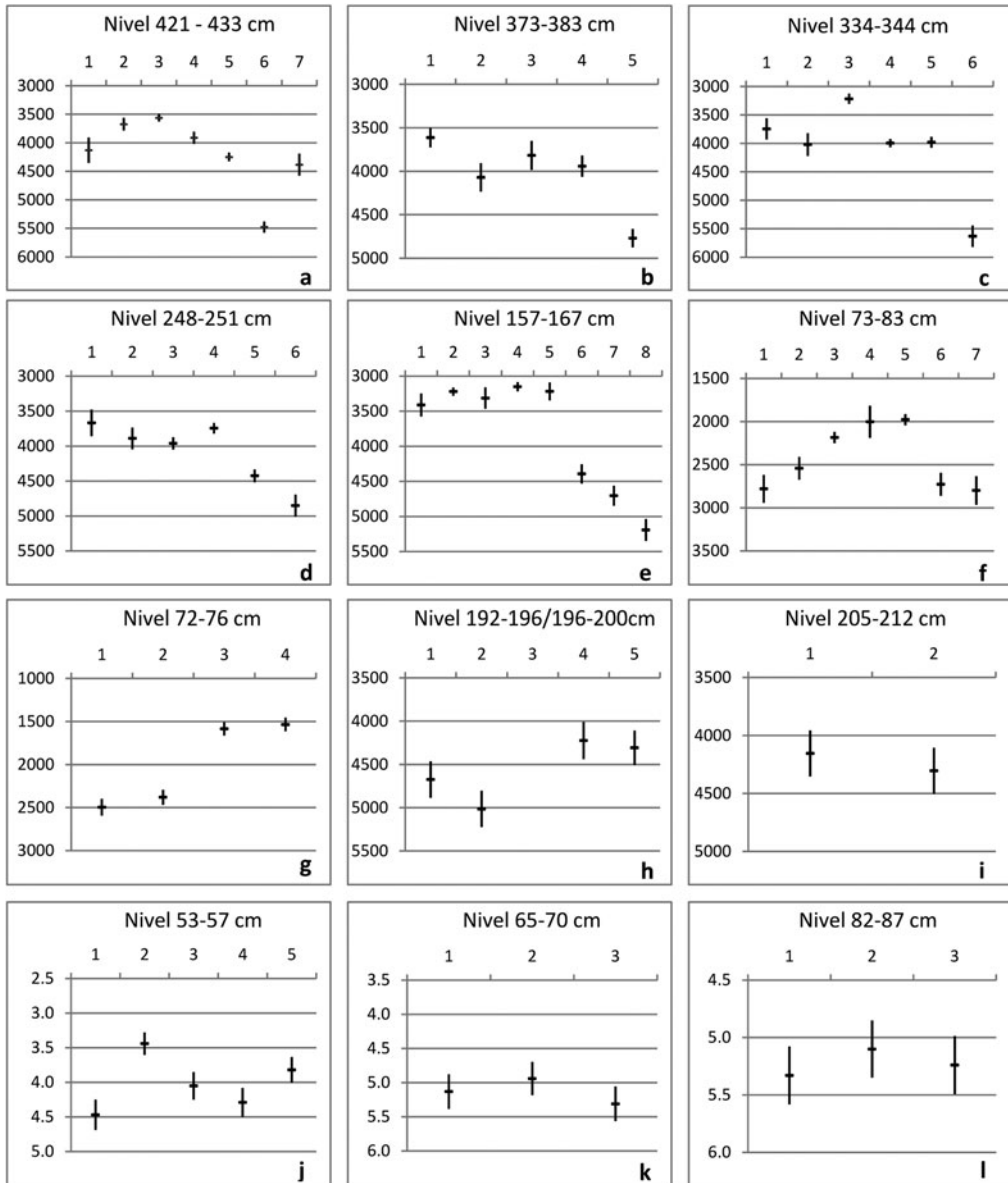 Nivel 421 - 433 cm
1 2 3 4 5 6 7
3000
3500
4000
4500
5000
5500
6000
a
Nivel 373-383 cm
1 2 3 4 5
3000
3500
4000
4500
5000
b
Nivel 334-344 cm
1 2 3 4 5 6
3000
3500
4000
4500
5000
5500
6000
c
Nivel 248-251 cm
1 2 3 4 5 6
3000
3500
4000
4500
5000
5500
d
Nivel 157-167 cm
1 2 3 4 5 6 7 8
3000
3500
4000
4500
5000
5500
e
Nivel 73-83 cm
1 2 3 4 5 6 7
1500
2000
2500
3000
3500
f
Nivel 72-76 cm
1 2 3 4
1000
1500
2000
2500
3000
g
Nivel 192-196/196-200cm
1 2 3 4 5
3500
4000
4500
5000
5500
h
Nivel 205-212 cm
1 2
3500
4000
4500
5000
i
Nivel 53-57 cm
1 2 3 4 5
2.5
3.0
3.5
4.0
4.5
5.0
j
Nivel 65-70 cm
1 2 3
3.5
4.0
4.5
5.0
5.5
6.0
k
Nivel 82-87 cm
1 2 3
4.5
5.0
5.5
6.0
l